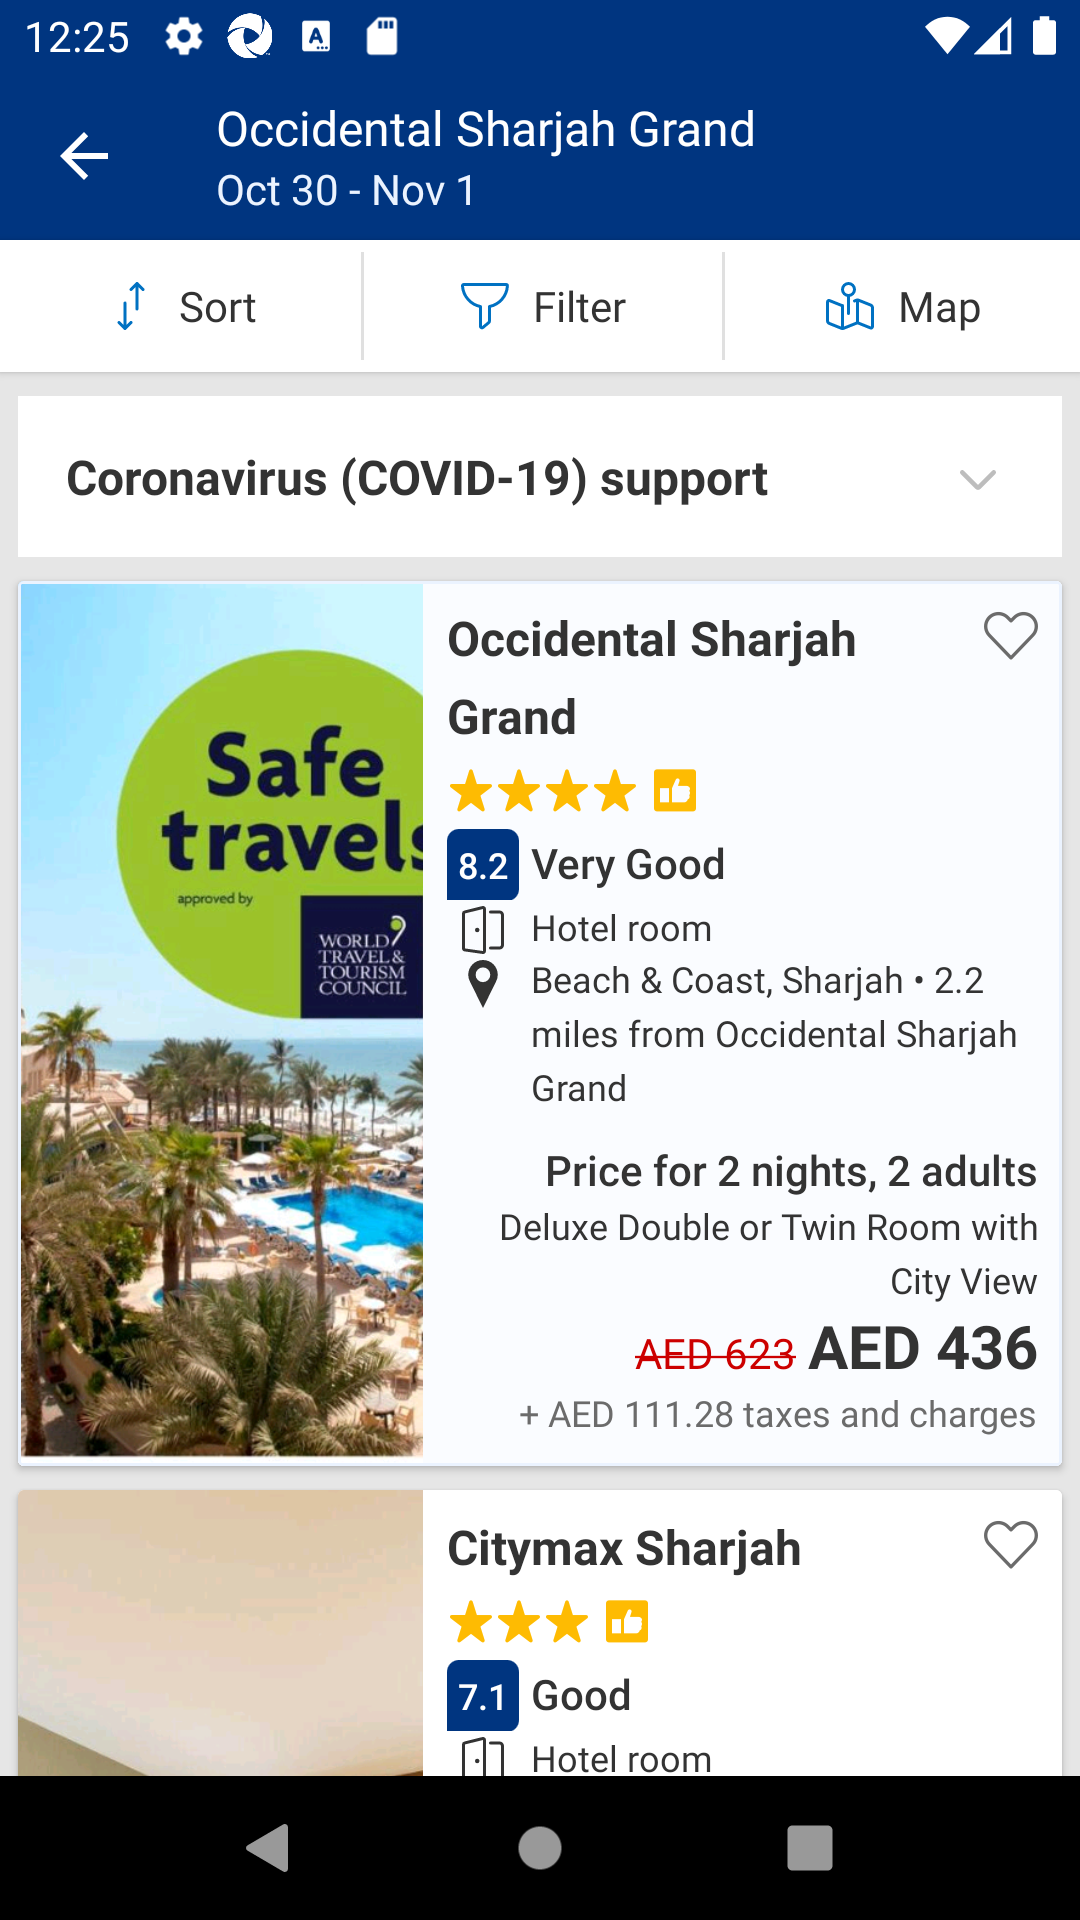 12:25
Occidental Sharjah Grand
Oct 30 - Nov 1
Sort
Filter
Map
Coronavirus (COVID-19) support
Safe
travels
approved by
WORLD
TRAVEL &
TOURISM
COUNCIL
Occidental Sharjah
Grand
8.2 Very Good
Hotel room
Beach & Coast, Sharjah • 2.2
miles from Occidental Sharjah
Grand
Price for 2 nights, 2 adults
Deluxe Double or Twin Room with
City View
AED 623 AED 436
+ AED 111.28 taxes and charges
Citymax Sharjah
7.1 Good
Hotel room